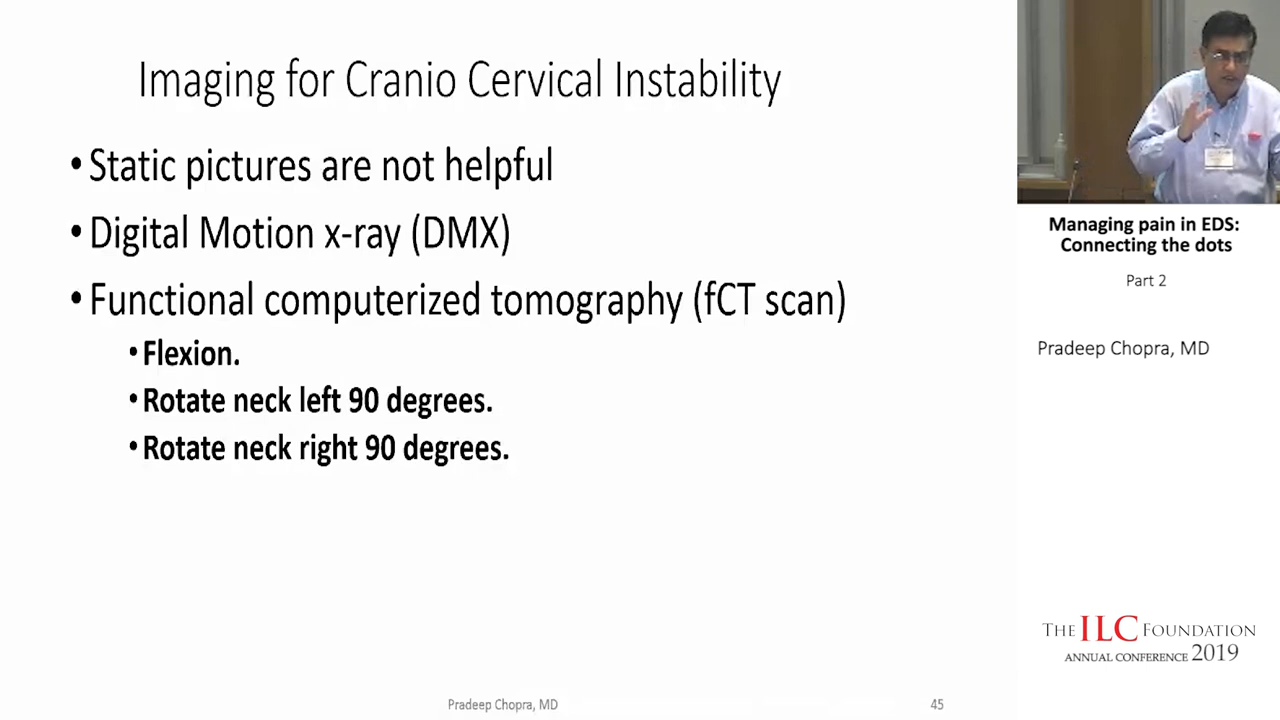 Imaging for Cranio Cervical Instability
• Static pictures are not helpful
• Digital Motion x-ray (DMX)
• Functional computerized tomography (fCT scan)
• Flexion.
• Rotate neck left 90 degrees.
• Rotate neck right 90 degrees.
Pradeep Chopra, MD
45
Managing pain in EDS:
Connecting the dots
Part 2
Pradeep Chopra, MD
THE ILC FOUNDATION
ANNUAL CONFERENCE 2019